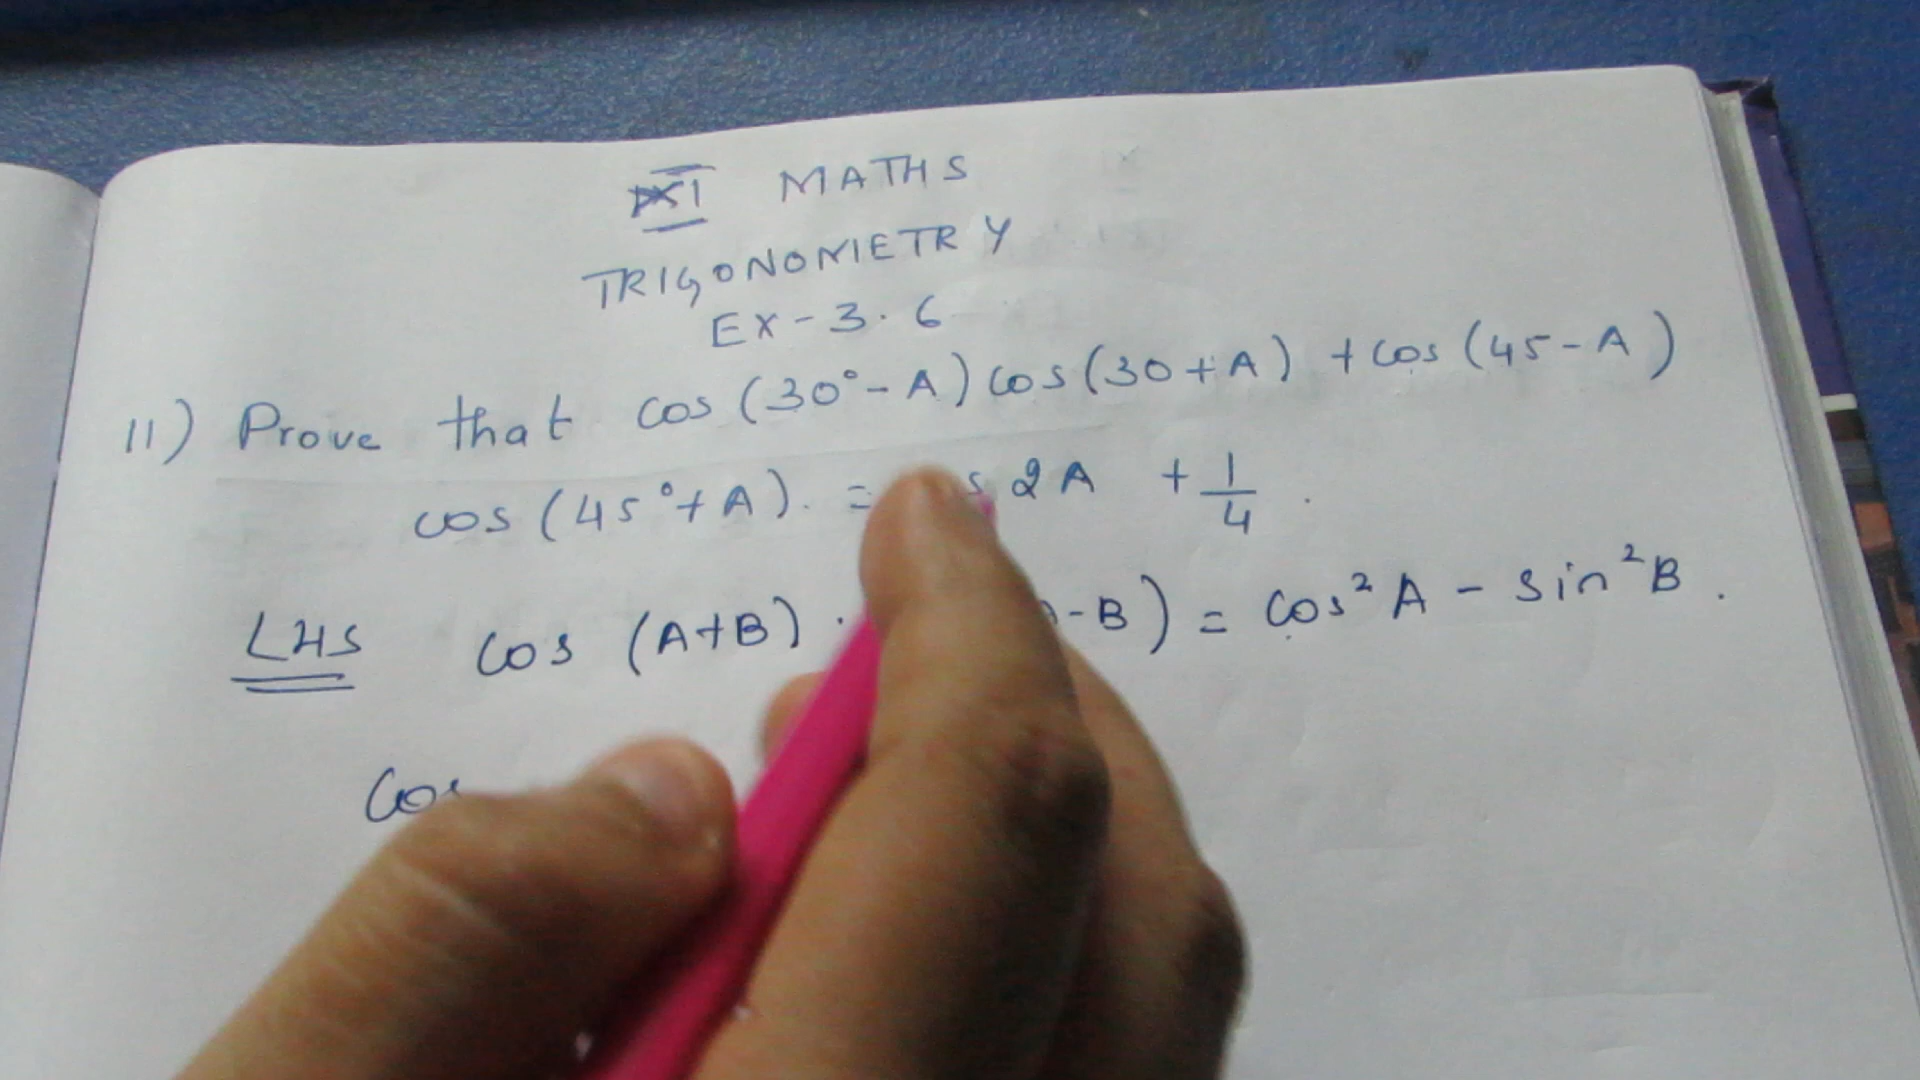 XI MATHS
TRIGONOMETRY
EX-3.6
11) Prove that cos (30°-A) cos (30+A) + cos (45-A)
cos (45°+A). = 2A + 1/4.
LHS cos (A+B) . -B) = cos² A - sin² B.